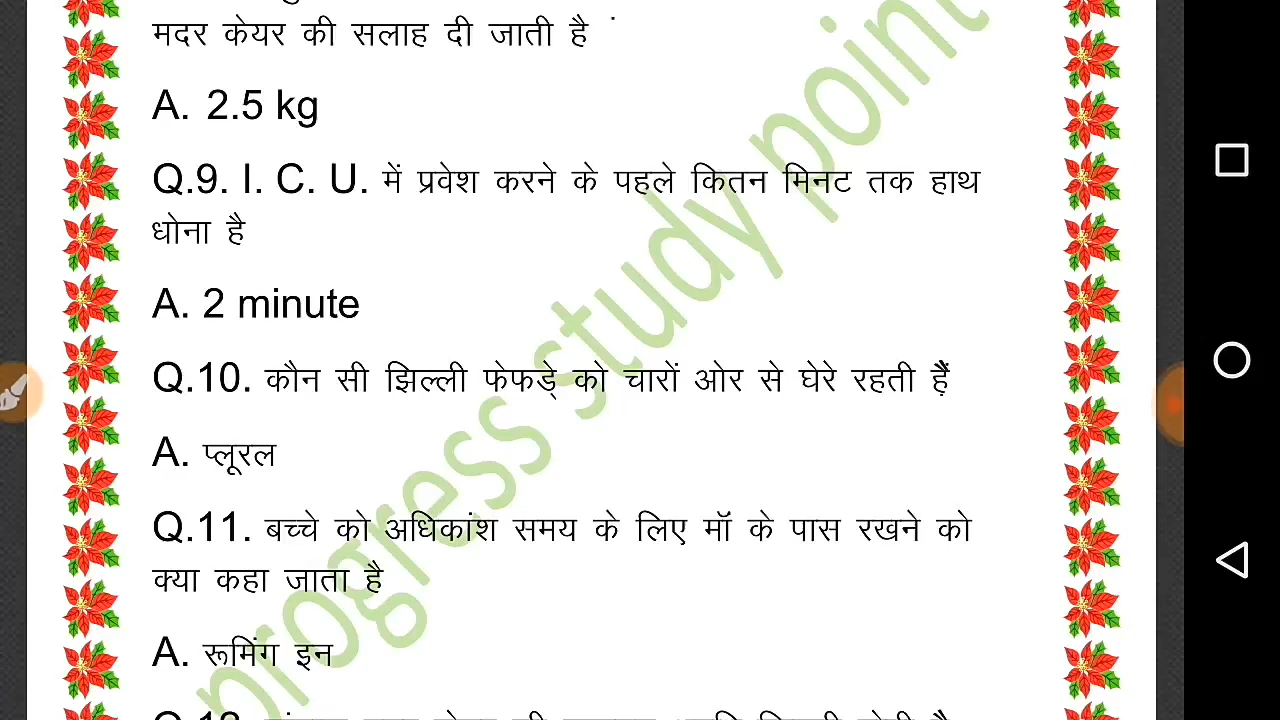 मदर केयर की सलाह दी जाती है
A. 2.5 kg
Q.9. I. C. U. में प्रवेश करने के पहले कितन मिनट तक हाथ
धोना है
A. 2 minute
Q.10. कौन सी झिल्ली फेफड़े को चारों ओर से घेरे रहती हैं
A. प्लूरल
Q.11. बच्चे को अधिकांश समय के लिए मॉ के पास रखने को
क्या कहा जाता है
A. रूमिंग इन
progress study point